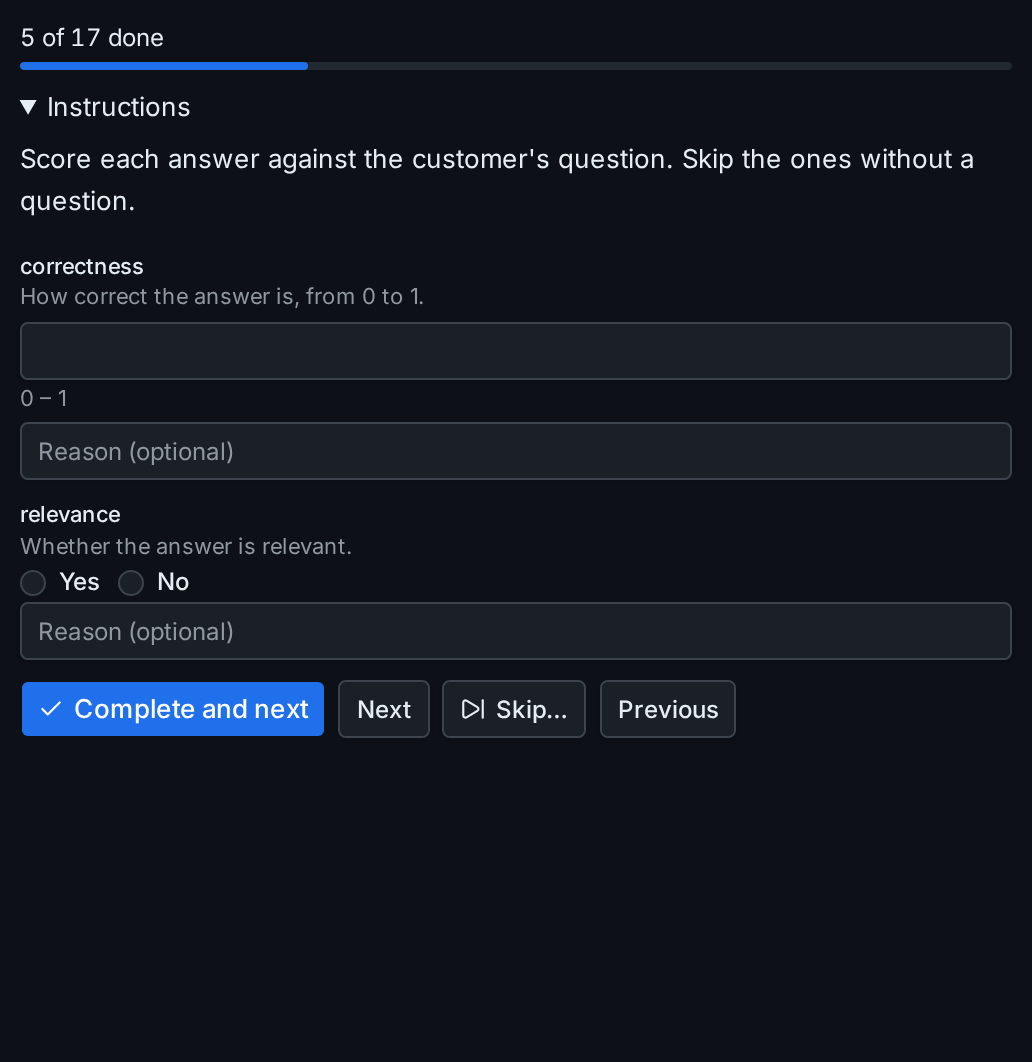 5 of 17 done
Instructions
Score each answer against the customer's question. Skip the ones without a
question.
correctness
How correct the answer is, from 0 to 1.
0 – 1
Reason (optional)
relevance
Whether the answer is relevant.
Yes No
Reason (optional)
Complete and next Next Skip... Previous